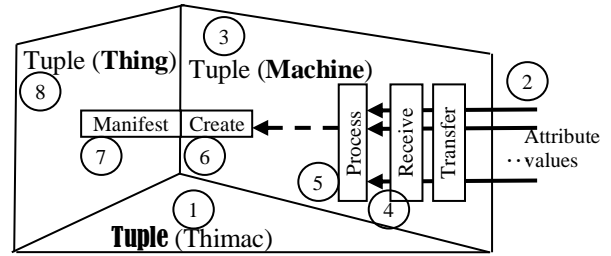 3
Tuple (Thing)
Tuple (Machine)
2
8
Process
Receive
Transfer
Manifest
Create
Attribute
··values
7
6
5
4
1
Tuple (Thimac)